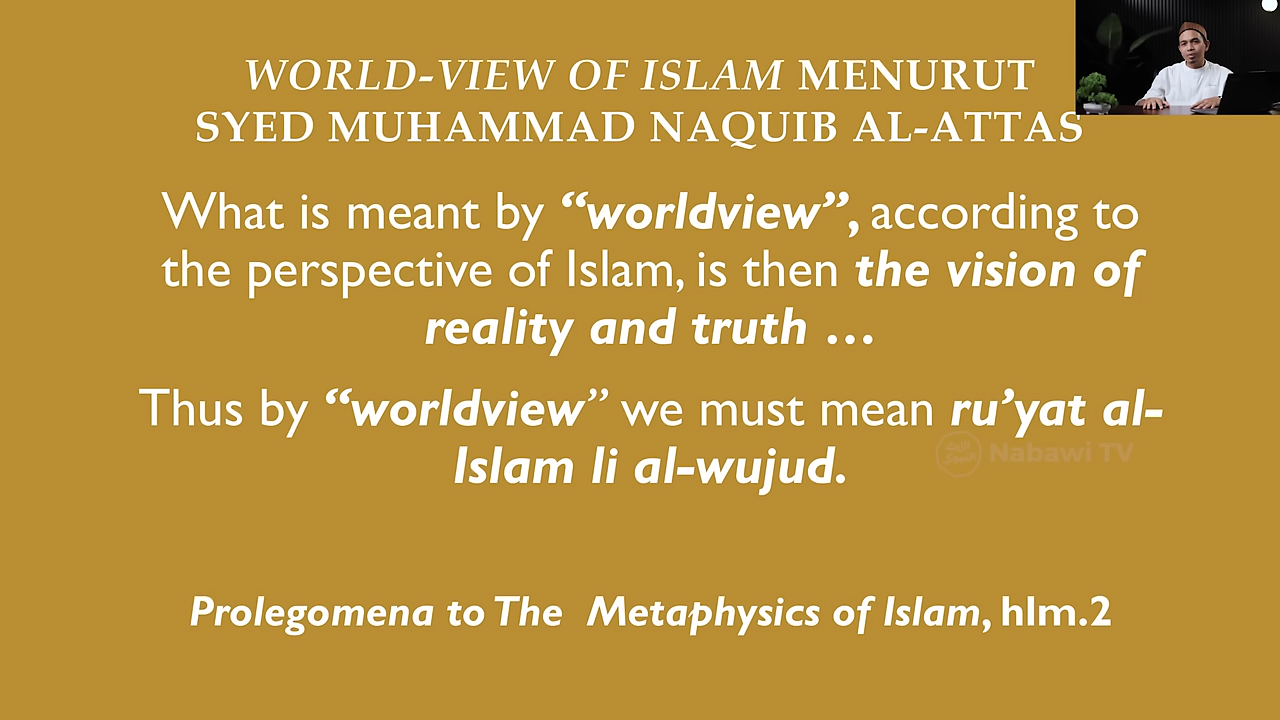 WORLD-VIEW OF ISLAM MENURUT
SYED MUHAMMAD NAQUIB AL-ATTAS
What is meant by “worldview”, according to
the perspective of Islam, is then the vision of
reality and truth …
Thus by “worldview” we must mean ru’yat al-
Islam li al-wujud.
Nabawi TV
Prolegomena to The Metaphysics of Islam, hlm.2